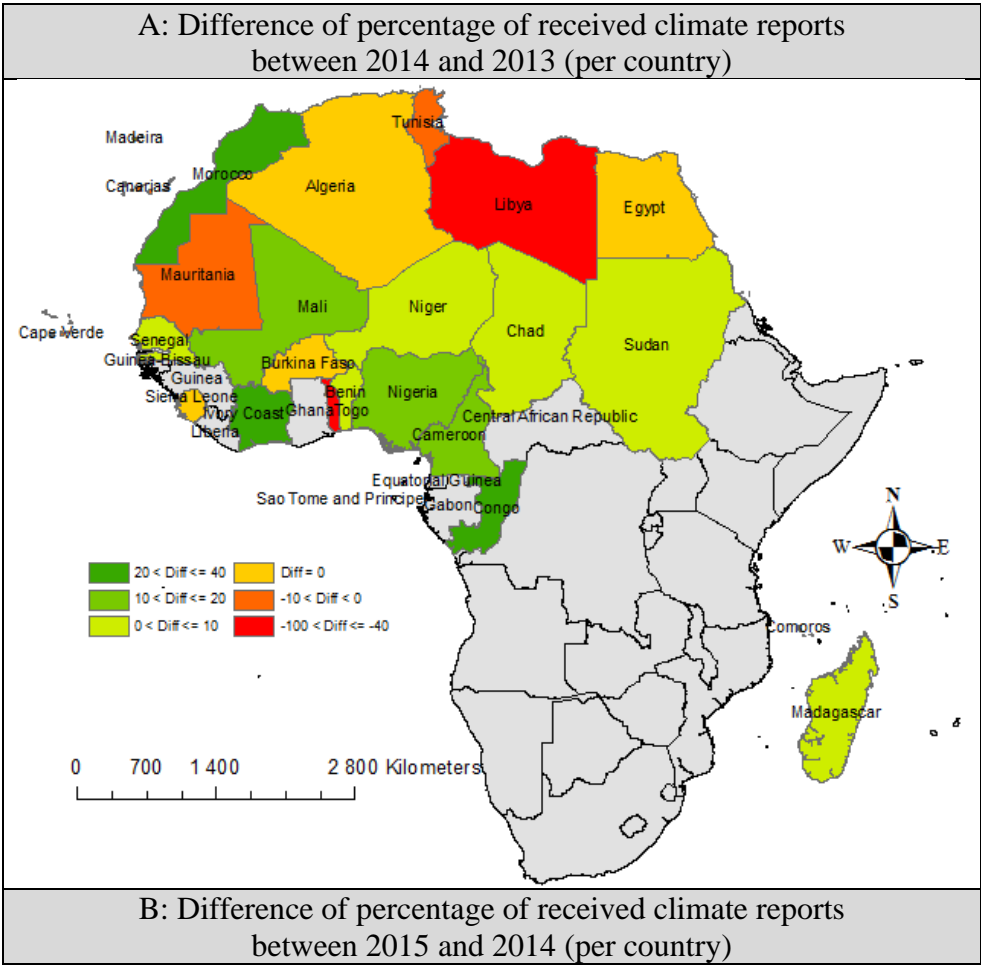 A: Difference of percentage of received climate reports
between 2014 and 2013 (per country)
Madeira
Tunisia
Canarias
Morocco
Algeria
Libya
Egypt
Mauritania
Mali
Niger
Chad
Sudan
Cape Verde
Senegal
Guinea-Bissau
Guinea
Burkina Faso
Sierra Leone
Ivory Coast
Ghana
Togo
Benin
Nigeria
Liberia
Central African Republic
Cameroon
Equatorial Guinea
Sao Tome and Principe
Gabon
Congo
N
W
E
S
20 < Diff <= 40
Diff = 0
10 < Diff <= 20
-10 < Diff < 0
0 < Diff <= 10
-100 < Diff <= -40
Comoros
Madagascar
0 700 1 400 2 800 Kilometers
B: Difference of percentage of received climate reports
between 2015 and 2014 (per country)